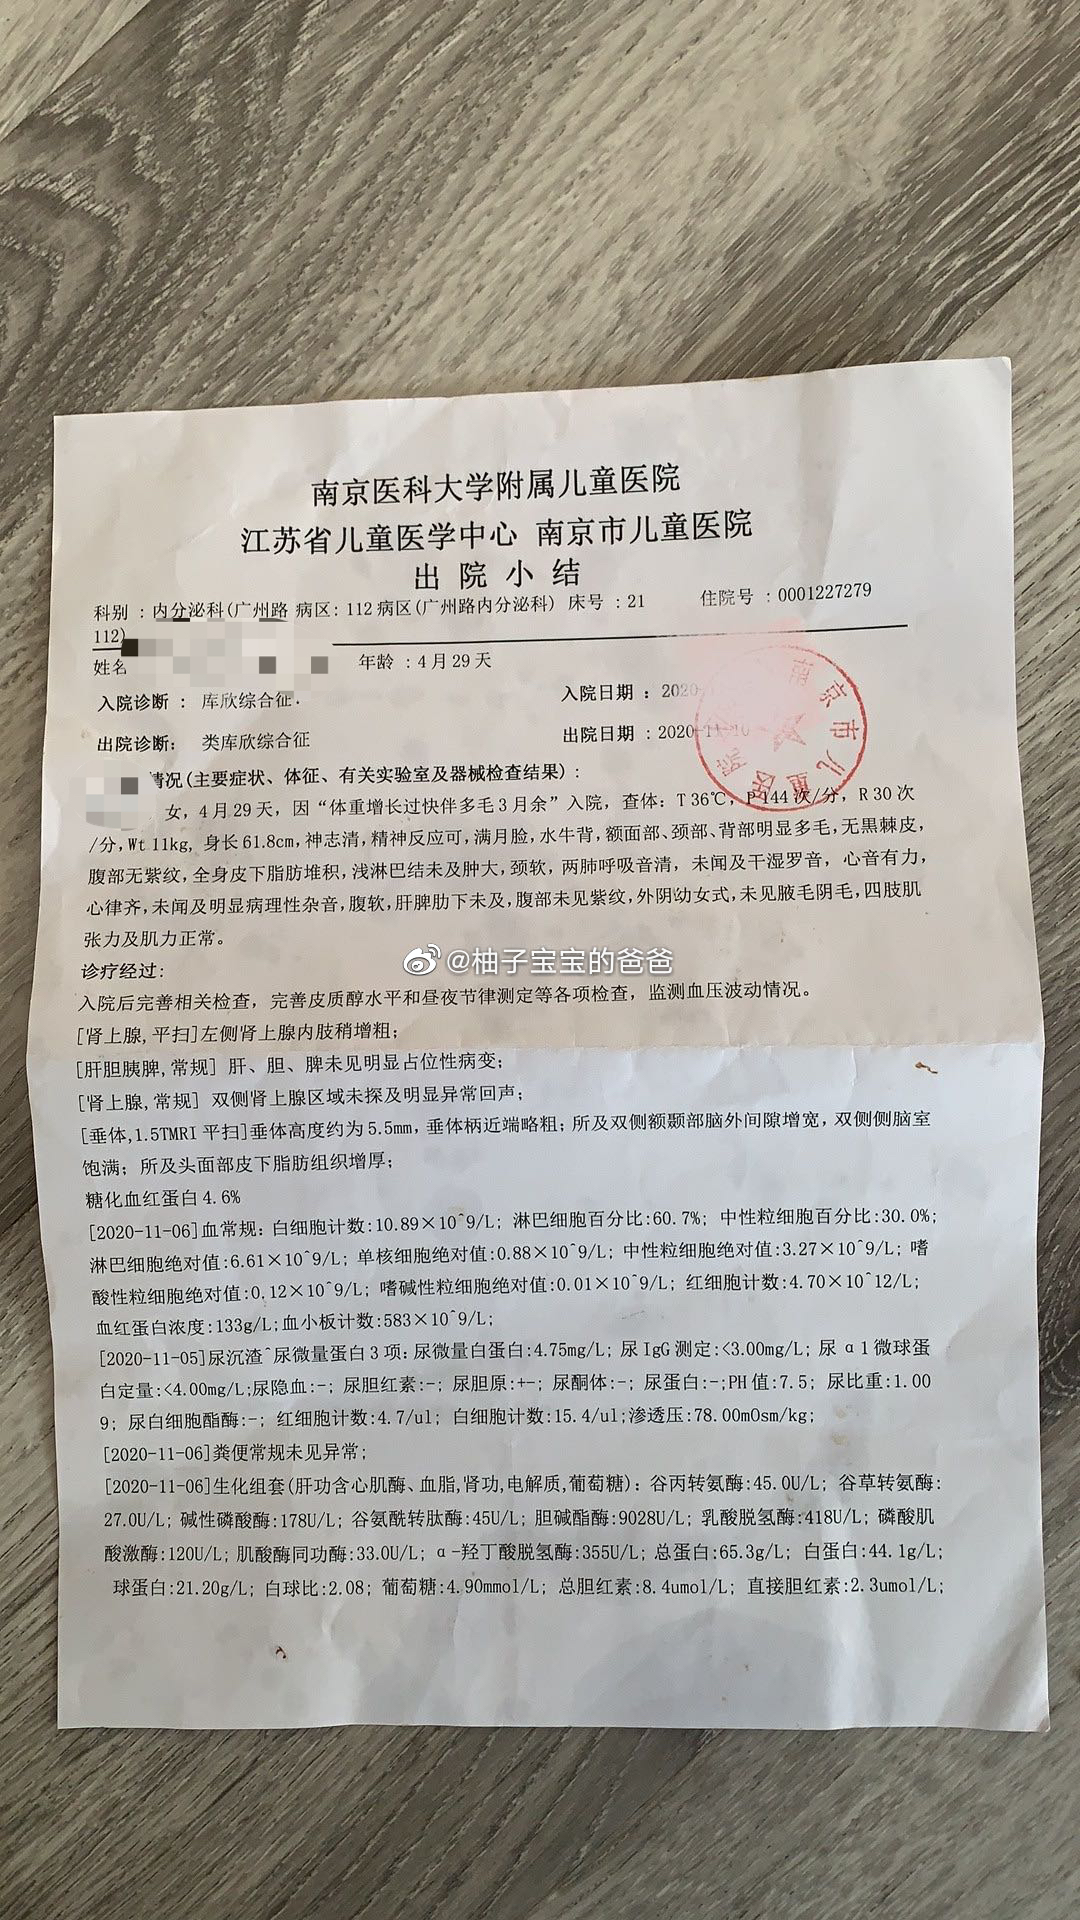 南京医科大学附属儿童医院
江苏省儿童医学中心 南京市儿童医院
出院小结
科别：内分泌科(广州路 病区: 112病区(广州路内分泌科) 床号：21 住院号：0001227279
112)
姓名 年龄：4月29天
入院诊断： 库欣综合征. 入院日期：2020-
出院诊断: 类库欣综合征 出院日期：2020-11-10
情况(主要症状、体征、有关实验室及器械检查结果)：
女, 4月29天, 因“体重增长过快伴多毛3月余”入院, 查体: T 36℃, P 144次/分, R 30次
/分, Wt 11kg, 身长61.8cm, 神志清, 精神反应可, 满月脸, 水牛背, 额面部、颈部、背部明显多毛, 无黑棘皮,
腹部无紫纹, 全身皮下脂肪堆积, 浅淋巴结未及肿大, 颈软, 两肺呼吸音清, 未闻及干湿罗音, 心音有力,
心律齐, 未闻及明显病理性杂音, 腹软, 肝脾肋下未及, 腹部未见紫纹, 外阴幼女式, 未见腋毛阴毛, 四肢肌
张力及肌力正常。
@柚子宝宝的爸爸
诊疗经过:
入院后完善相关检查, 完善皮质醇水平和昼夜节律测定等各项检查, 监测血压波动情况。
[肾上腺, 平扫]左侧肾上腺内肢稍增粗;
[肝胆胰脾, 常规] 肝、胆、脾未见明显占位性病变;
[肾上腺, 常规] 双侧肾上腺区域未探及明显异常回声;
[垂体, 1.5TMRI 平扫]垂体高度约为5.5mm, 垂体柄近端略粗; 所及双侧额颞部脑外间隙增宽, 双侧侧脑室
饱满; 所及头面部皮下脂肪组织增厚;
糖化血红蛋白4.6%
[2020-11-06]血常规: 白细胞计数:10.89×10^9/L; 淋巴细胞百分比:60.7%; 中性粒细胞百分比:30.0%;
淋巴细胞绝对值:6.61×10^9/L; 单核细胞绝对值:0.88×10^9/L; 中性粒细胞绝对值:3.27×10^9/L; 嗜
酸性粒细胞绝对值:0.12×10^9/L; 嗜碱性粒细胞绝对值:0.01×10^9/L; 红细胞计数:4.70×10^12/L;
血红蛋白浓度:133g/L;血小板计数:583×10^9/L;
[2020-11-05]尿沉渣^尿微量蛋白3项: 尿微量白蛋白:4.75mg/L; 尿IgG测定:<3.00mg/L; 尿α1微球蛋
白定量:<4.00mg/L;尿隐血:-; 尿胆红素:-; 尿胆原:+-; 尿酮体:-; 尿蛋白:-;PH值:7.5; 尿比重:1.00
9; 尿白细胞酯酶:-; 红细胞计数:4.7/ul; 白细胞计数:15.4/ul;渗透压:78.00mOsm/kg;
[2020-11-06]粪便常规未见异常;
[2020-11-06]生化组套(肝功含心肌酶、血脂,肾功,电解质,葡萄糖): 谷丙转氨酶:45.0U/L; 谷草转氨酶:
27.0U/L; 碱性磷酸酶:178U/L; 谷氨酰转肽酶:45U/L; 胆碱酯酶:9028U/L; 乳酸脱氢酶:418U/L; 磷酸肌
酸激酶:120U/L; 肌酸酶同功酶:33.0U/L; α-羟丁酸脱氢酶:355U/L; 总蛋白:65.3g/L; 白蛋白:44.1g/L;
球蛋白:21.20g/L; 白球比:2.08; 葡萄糖:4.90mmol/L; 总胆红素:8.4umol/L; 直接胆红素:2.3umol/L;
南京市儿童医院